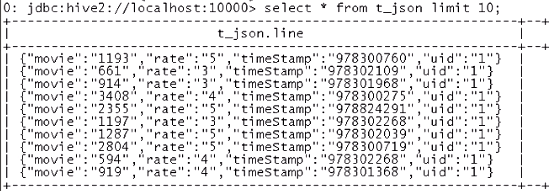 0: jdbc:hive2://localhost:10000> select * from t_json limit 10;
+--+
| t_json.line |
+--+
| {"movie":"1193","rate":"5","timeStamp":"978300760","uid":"1"} |
| {"movie":"661","rate":"3","timeStamp":"978302109","uid":"1"} |
| {"movie":"914","rate":"3","timeStamp":"978301968","uid":"1"} |
| {"movie":"3408","rate":"4","timeStamp":"978300275","uid":"1"} |
| {"movie":"2355","rate":"5","timeStamp":"978824291","uid":"1"} |
| {"movie":"1197","rate":"3","timeStamp":"978302268","uid":"1"} |
| {"movie":"1287","rate":"5","timeStamp":"978302039","uid":"1"} |
| {"movie":"2804","rate":"5","timeStamp":"978300719","uid":"1"} |
| {"movie":"594","rate":"4","timeStamp":"978302268","uid":"1"} |
| {"movie":"919","rate":"4","timeStamp":"978301368","uid":"1"} |
+--+